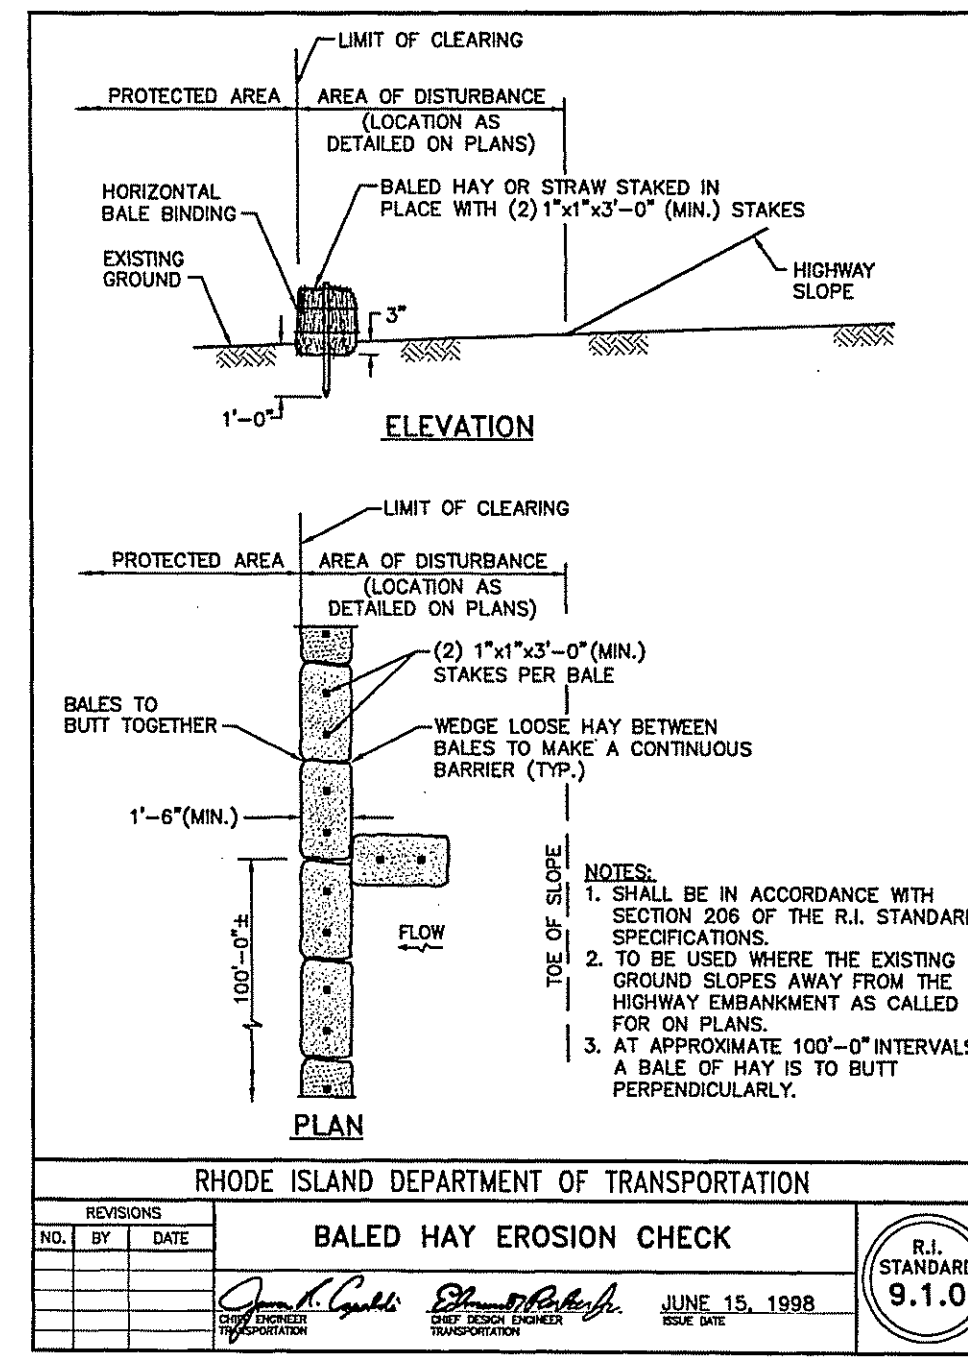 LIMIT OF CLEARING
PROTECTED AREA
AREA OF DISTURBANCE
(LOCATION AS
DETAILED ON PLANS)
HORIZONTAL
BALE BINDING
BALED HAY OR STRAW STAKED IN
PLACE WITH (2) 1"x1"x3'-0" (MIN.) STAKES
EXISTING
GROUND
HIGHWAY
SLOPE
3"
1'-0"
ELEVATION
LIMIT OF CLEARING
PROTECTED AREA
AREA OF DISTURBANCE
(LOCATION AS
DETAILED ON PLANS)
(2) 1"x1"x3'-0"(MIN.)
STAKES PER BALE
BALES TO
BUTT TOGETHER
WEDGE LOOSE HAY BETWEEN
BALES TO MAKE A CONTINUOUS
BARRIER (TYP.)
1'-6"(MIN.)
100'-0"±
FLOW
TOE OF SLOPE
NOTES:
1. SHALL BE IN ACCORDANCE WITH
SECTION 206 OF THE R.I. STANDARD
SPECIFICATIONS.
2. TO BE USED WHERE THE EXISTING
GROUND SLOPES AWAY FROM THE
HIGHWAY EMBANKMENT AS CALLED
FOR ON PLANS.
3. AT APPROXIMATE 100'-0" INTERVALS
A BALE OF HAY IS TO BUTT
PERPENDICULARLY.
PLAN
RHODE ISLAND DEPARTMENT OF TRANSPORTATION
REVISIONS
NO. BY DATE
BALED HAY EROSION CHECK
CHIEF ENGINEER
TRANSPORTATION
CHIEF DESIGN ENGINEER
TRANSPORTATION
JUNE 15, 1998
ISSUE DATE
R.I.
STANDARD
9.1.0